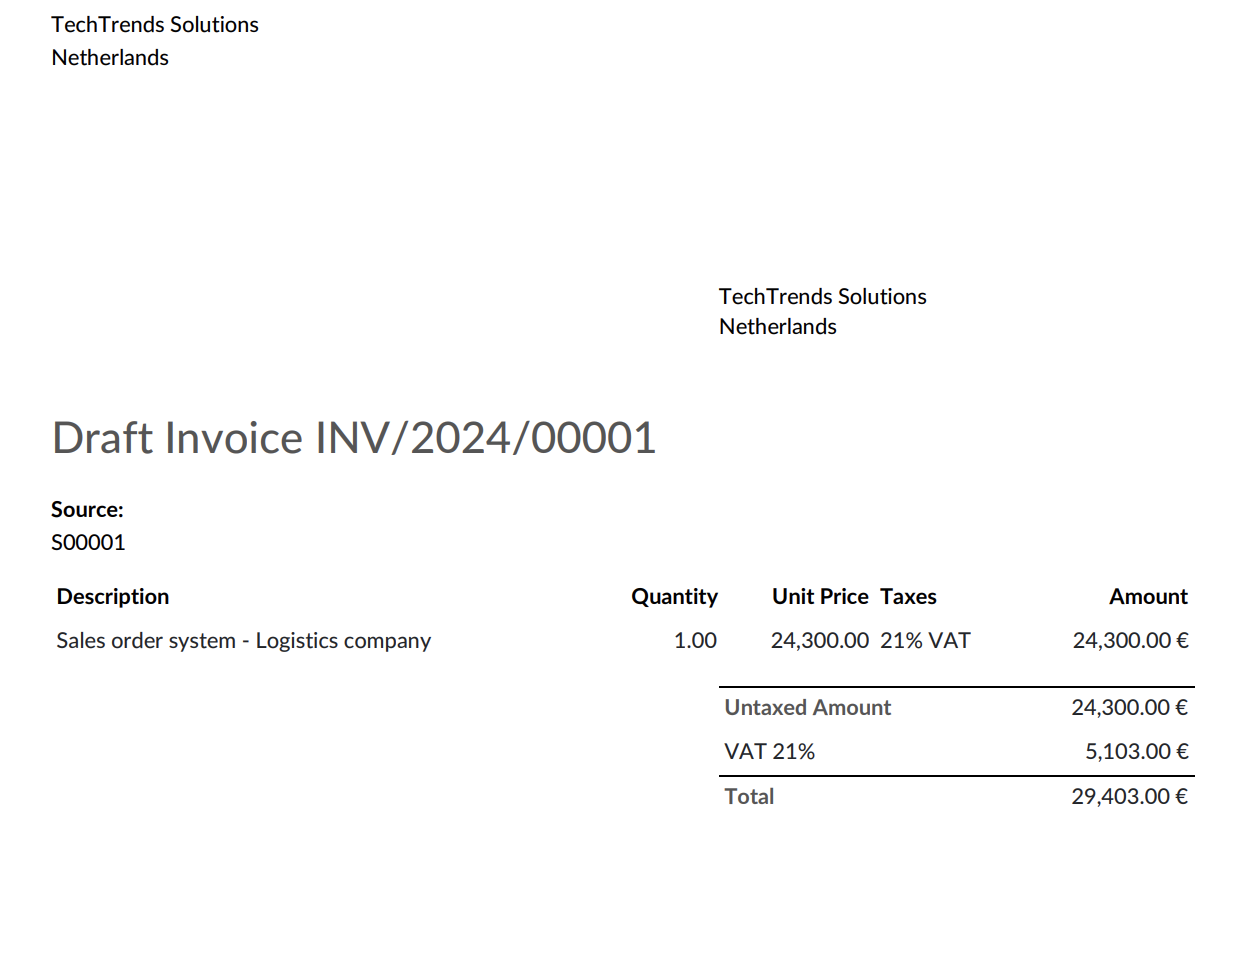 TechTrends Solutions
Netherlands
TechTrends Solutions
Netherlands
Draft Invoice INV/2024/00001
Source:
S00001
Description Quantity Unit Price Taxes Amount
Sales order system - Logistics company 1.00 24,300.00 21% VAT 24,300.00 €
Untaxed Amount 24,300.00 €
VAT 21% 5,103.00 €
Total 29,403.00 €